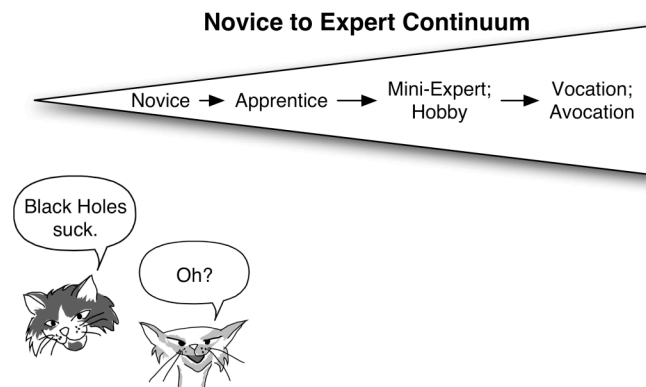 Novice to Expert Continuum
Novice
Apprentice
Mini-Expert;
Hobby
Vocation;
Avocation
Black Holes
suck.
Oh?